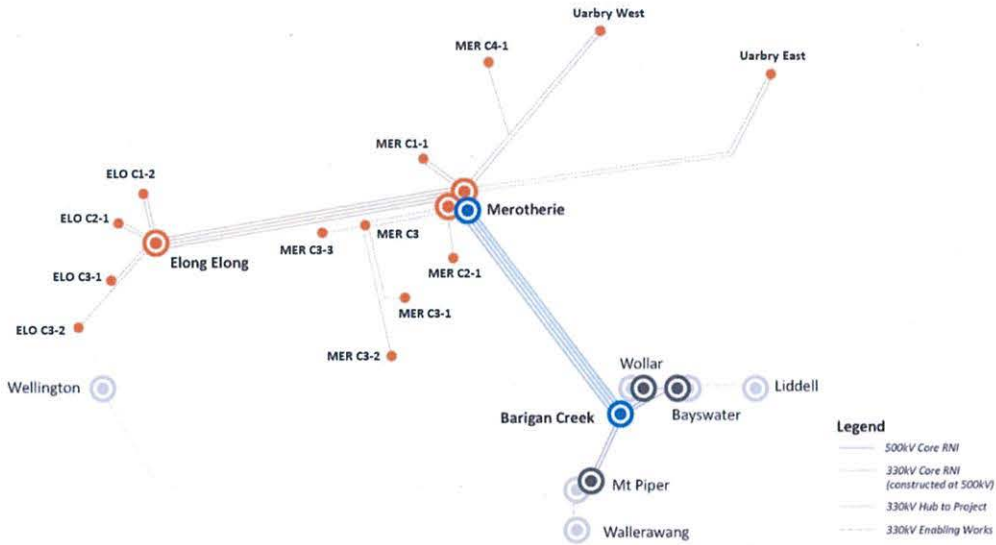 Uarbry West
MER C4-1
Uarbry East
MER C1-1
ELO C1-2
ELO C2-1
Merotherie
MER C3
MER C3-3
Elong Elong
MER C2-1
ELO C3-1
MER C3-1
ELO C3-2
MER C3-2
Wollar
Wellington
Liddell
Barigan Creek
Bayswater
Legend
500kV Core RNI
330kV Core RNI
(constructed at 500kV)
Mt Piper
330kV Hub to Project
Wallerawang
330kV Enabling Works